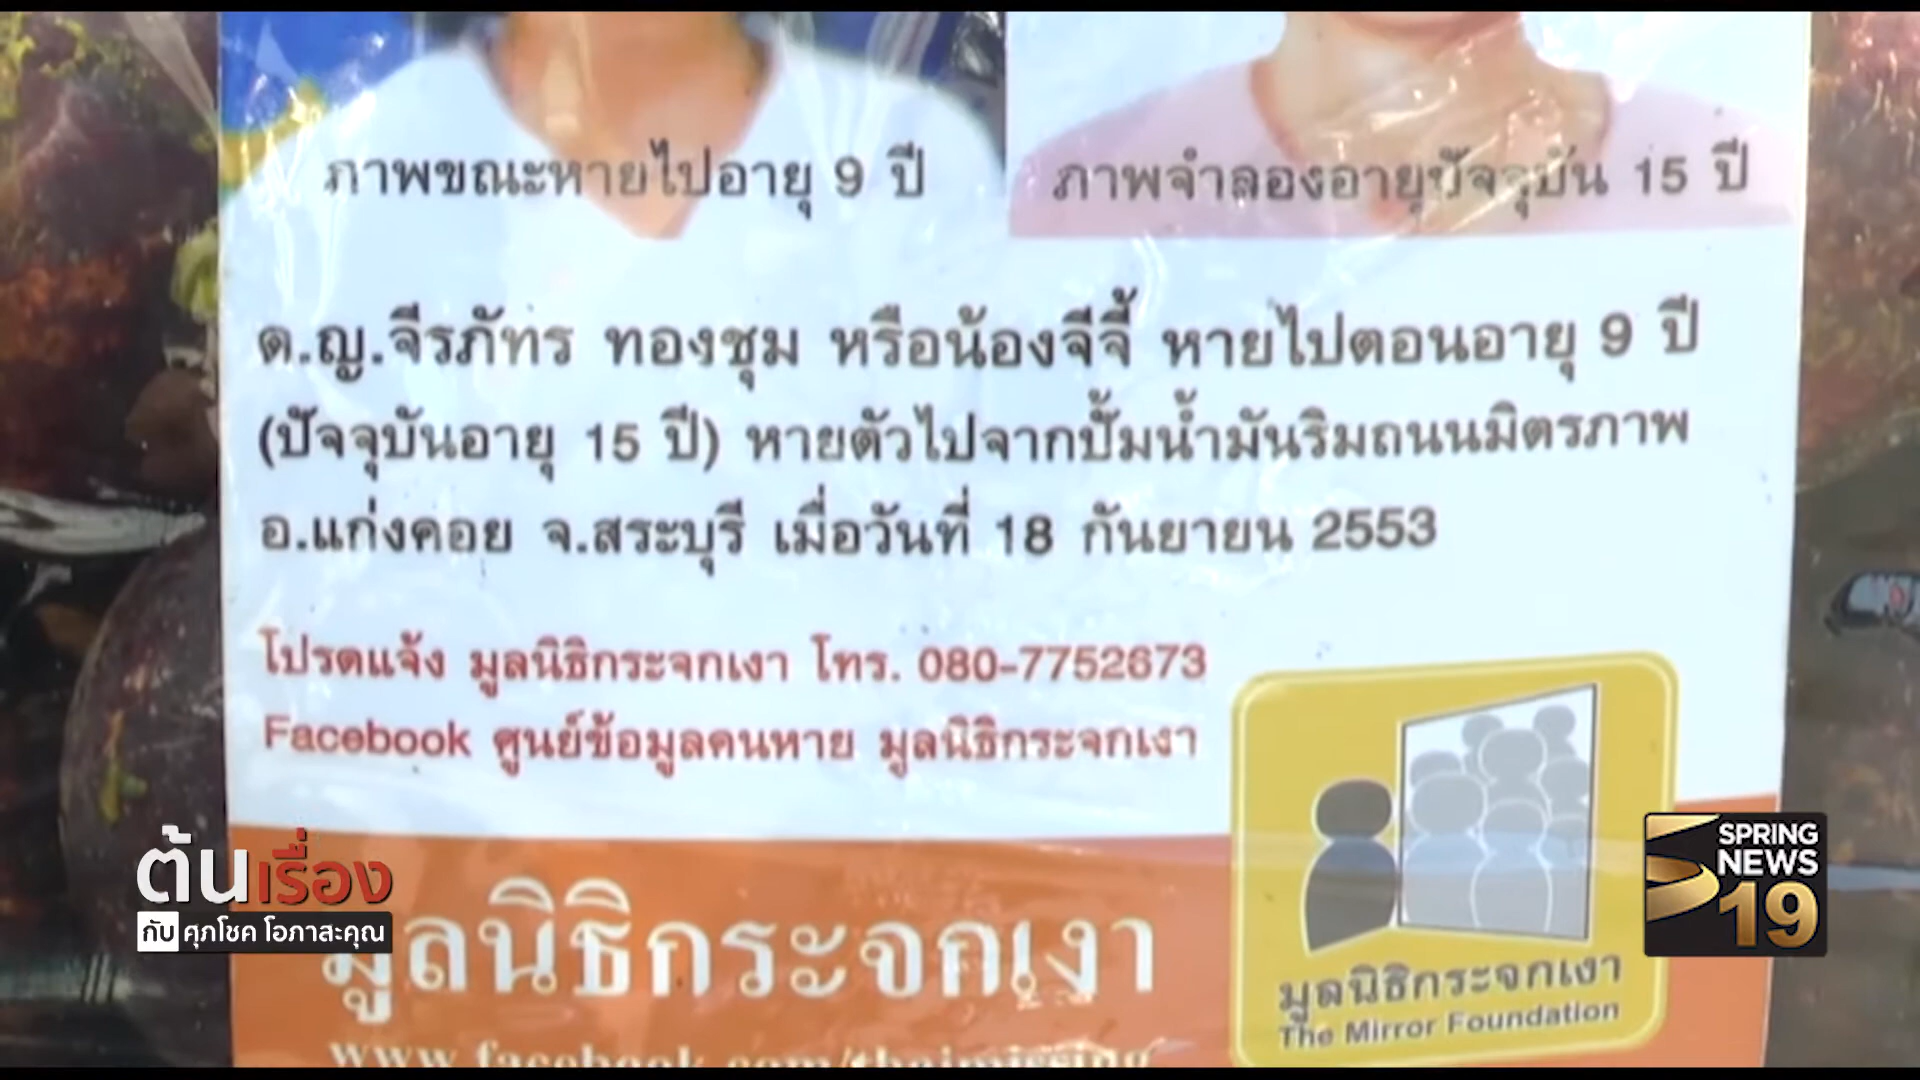 ภาพขณะหายไปอายุ 9 ปี
ภาพจำลองอายุปัจจุบัน 15 ปี
ด.ญ.จีรภัทร ทองชุม หรือน้องจีจี้ หายไปตอนอายุ 9 ปี
(ปัจจุบันอายุ 15 ปี) หายตัวไปจากปั้มน้ำมันริมถนนมิตรภาพ
อ.แก่งคอย จ.สระบุรี เมื่อวันที่ 18 กันยายน 2553
โปรดแจ้ง มูลนิธิกระจกเงา โทร. 080-7752673
Facebook ศูนย์ข้อมูลคนหาย มูลนิธิกระจกเงา
มูลนิธิกระจกเงา
www.facebook.com/thaimissing
มูลนิธิกระจกเงา
The Mirror Foundation
ต้นเรื่อง
กับ ศุภโชค โอภาสะคุณ
SPRING
NEWS
19